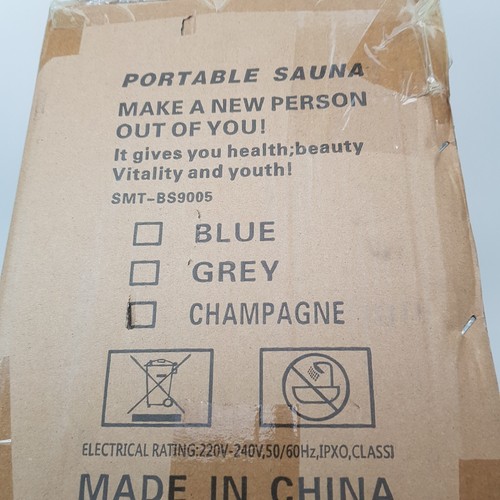 PORTABLE SAUNA
MAKE A NEW PERSON
OUT OF YOU!
It gives you health;beauty
Vitality and youth!
SMT-BS9005
BLUE
GREY
CHAMPAGNE
ELECTRICAL RATING:220V-240V,50/60Hz,IPXO,CLASSI
MADE IN CHINA